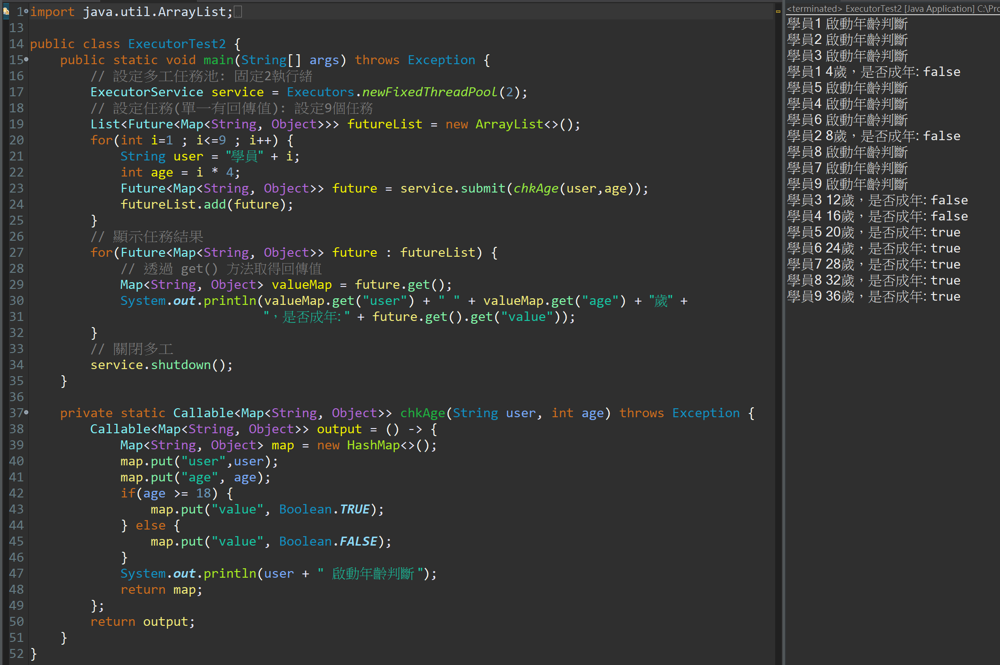 1 import java.util.ArrayList;
13
14 public class ExecutorTest2 {
15     public static void main(String[] args) throws Exception {
16         // 設定多工任務池: 固定2執行緒
17         ExecutorService service = Executors.newFixedThreadPool(2);
18         // 設定任務(單一有回傳值): 設定9個任務
19         List<Future<Map<String, Object>>> futureList = new ArrayList<>();
20         for(int i=1 ; i<=9 ; i++) {
21             String user = "學員" + i;
22             int age = i * 4;
23             Future<Map<String, Object>> future = service.submit(chkAge(user,age));
24             futureList.add(future);
25         }
26         // 顯示任務結果
27         for(Future<Map<String, Object>> future : futureList) {
28             // 透過 get() 方法取得回傳值
29             Map<String, Object> valueMap = future.get();
30             System.out.println(valueMap.get("user") + " " + valueMap.get("age") + "歲" +
31                                "，是否成年: " + future.get().get("value"));
32         }
33         // 關閉多工
34         service.shutdown();
35     }
36
37     private static Callable<Map<String, Object>> chkAge(String user, int age) throws Exception {
38         Callable<Map<String, Object>> output = () -> {
39             Map<String, Object> map = new HashMap<>();
40             map.put("user",user);
41             map.put("age", age);
42             if(age >= 18) {
43                 map.put("value", Boolean.TRUE);
44             } else {
45                 map.put("value", Boolean.FALSE);
46             }
47             System.out.println(user + " 啟動年齡判斷 ");
48             return map;
49         };
50         return output;
51     }
52 }
<terminated> ExecutorTest2 [Java Application] C:\Pro
學員1 啟動年齡判斷
學員2 啟動年齡判斷
學員3 啟動年齡判斷
學員1 4歲，是否成年: false
學員5 啟動年齡判斷
學員4 啟動年齡判斷
學員6 啟動年齡判斷
學員2 8歲，是否成年: false
學員8 啟動年齡判斷
學員7 啟動年齡判斷
學員9 啟動年齡判斷
學員3 12歲，是否成年: false
學員4 16歲，是否成年: false
學員5 20歲，是否成年: true
學員6 24歲，是否成年: true
學員7 28歲，是否成年: true
學員8 32歲，是否成年: true
學員9 36歲，是否成年: true